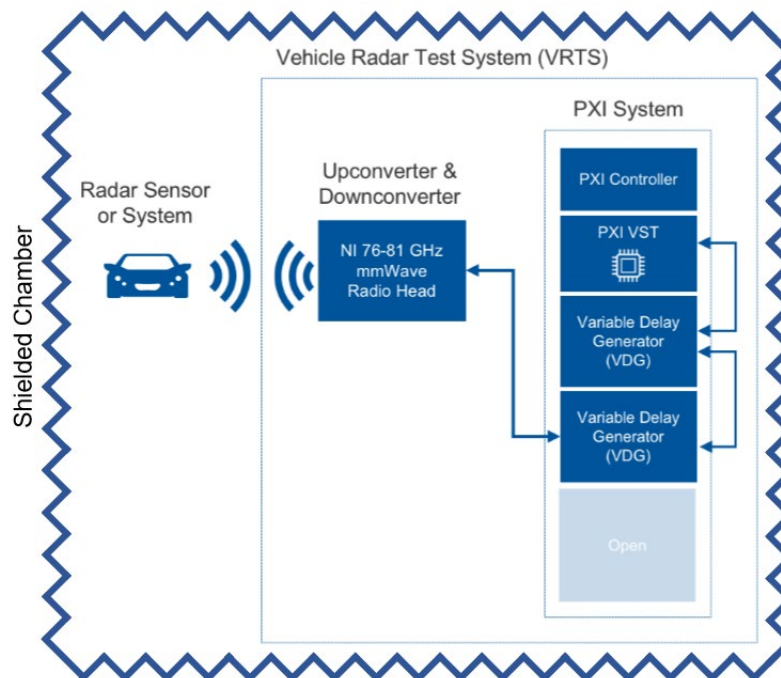 Vehicle Radar Test System (VRTS)
PXI System
Upconverter &
Downconverter
Radar Sensor
or System
Shielded Chamber
NI 76-81 GHz
mmWave
Radio Head
PXI Controller
PXI VST
Variable Delay
Generator
(VDG)
Variable Delay
Generator
(VDG)
Open